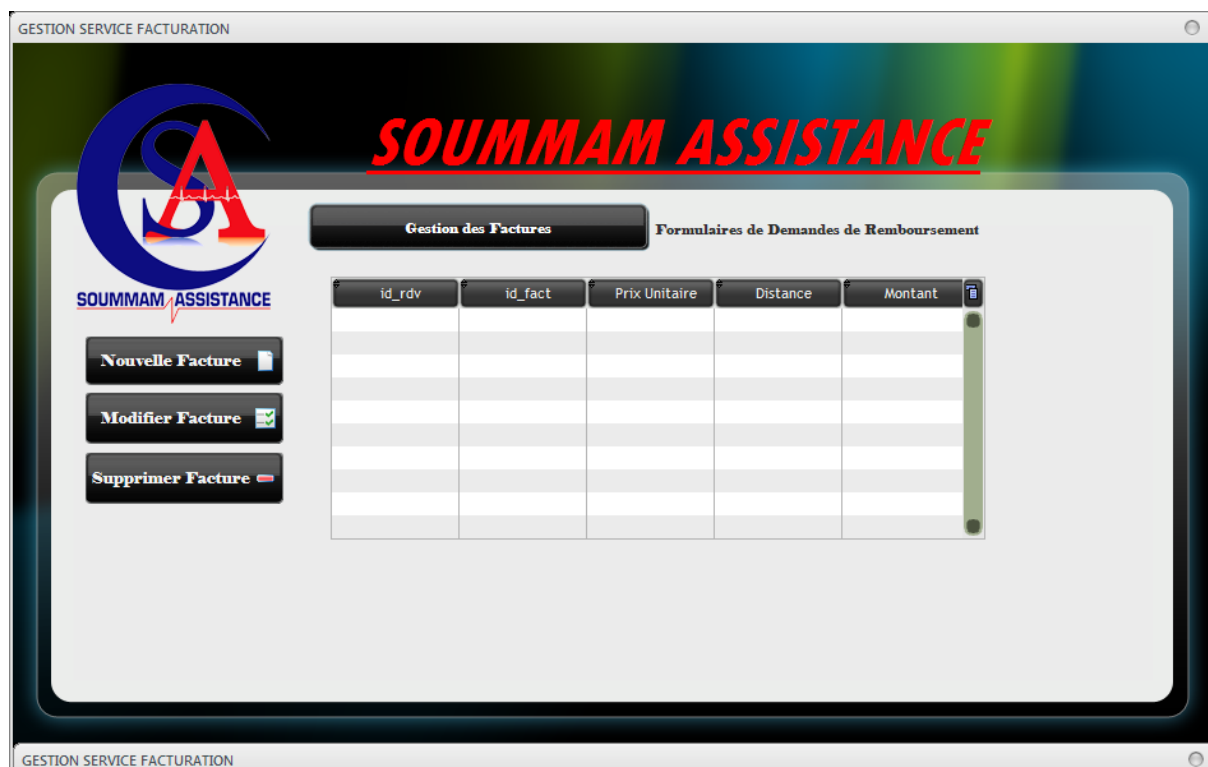 GESTION SERVICE FACTURATION
SOUMMAM ASSISTANCE
SA
SOUMMAM ASSISTANCE
Gestion des Factures
Formulaires de Demandes de Remboursement
id_rdv id_fact Prix Unitaire Distance Montant
Nouvelle Facture
Modifier Facture
Supprimer Facture
GESTION SERVICE FACTURATION